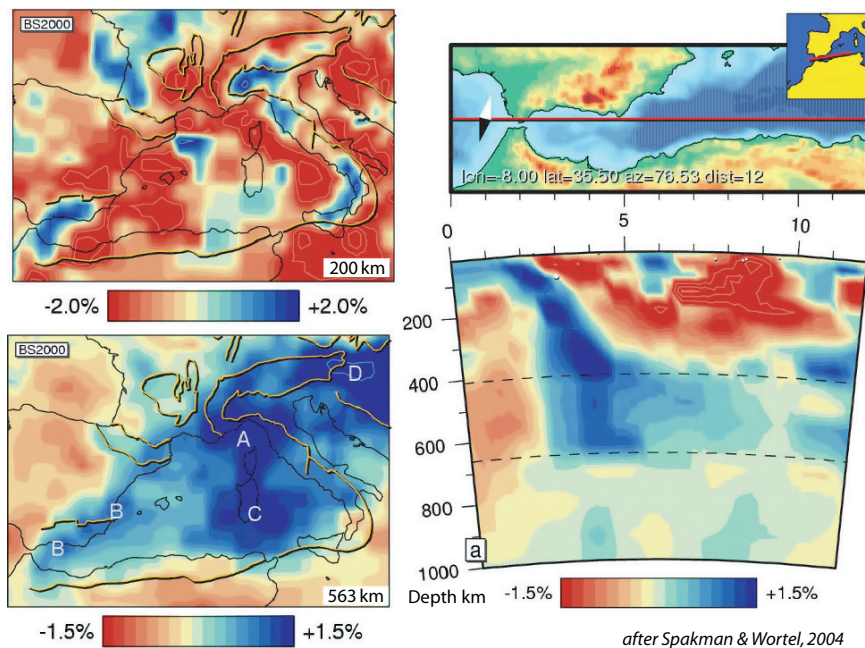 BS2000
200 km
-2.0%
+2.0%
BS2000
D
A
B
C
B
563 km
-1.5%
+1.5%
lon=-8.00 lat=35.50 az=76.53 dist=12
0
5
10
200
400
600
800
1000
a
Depth km
-1.5%
+1.5%
after Spakman & Wortel, 2004